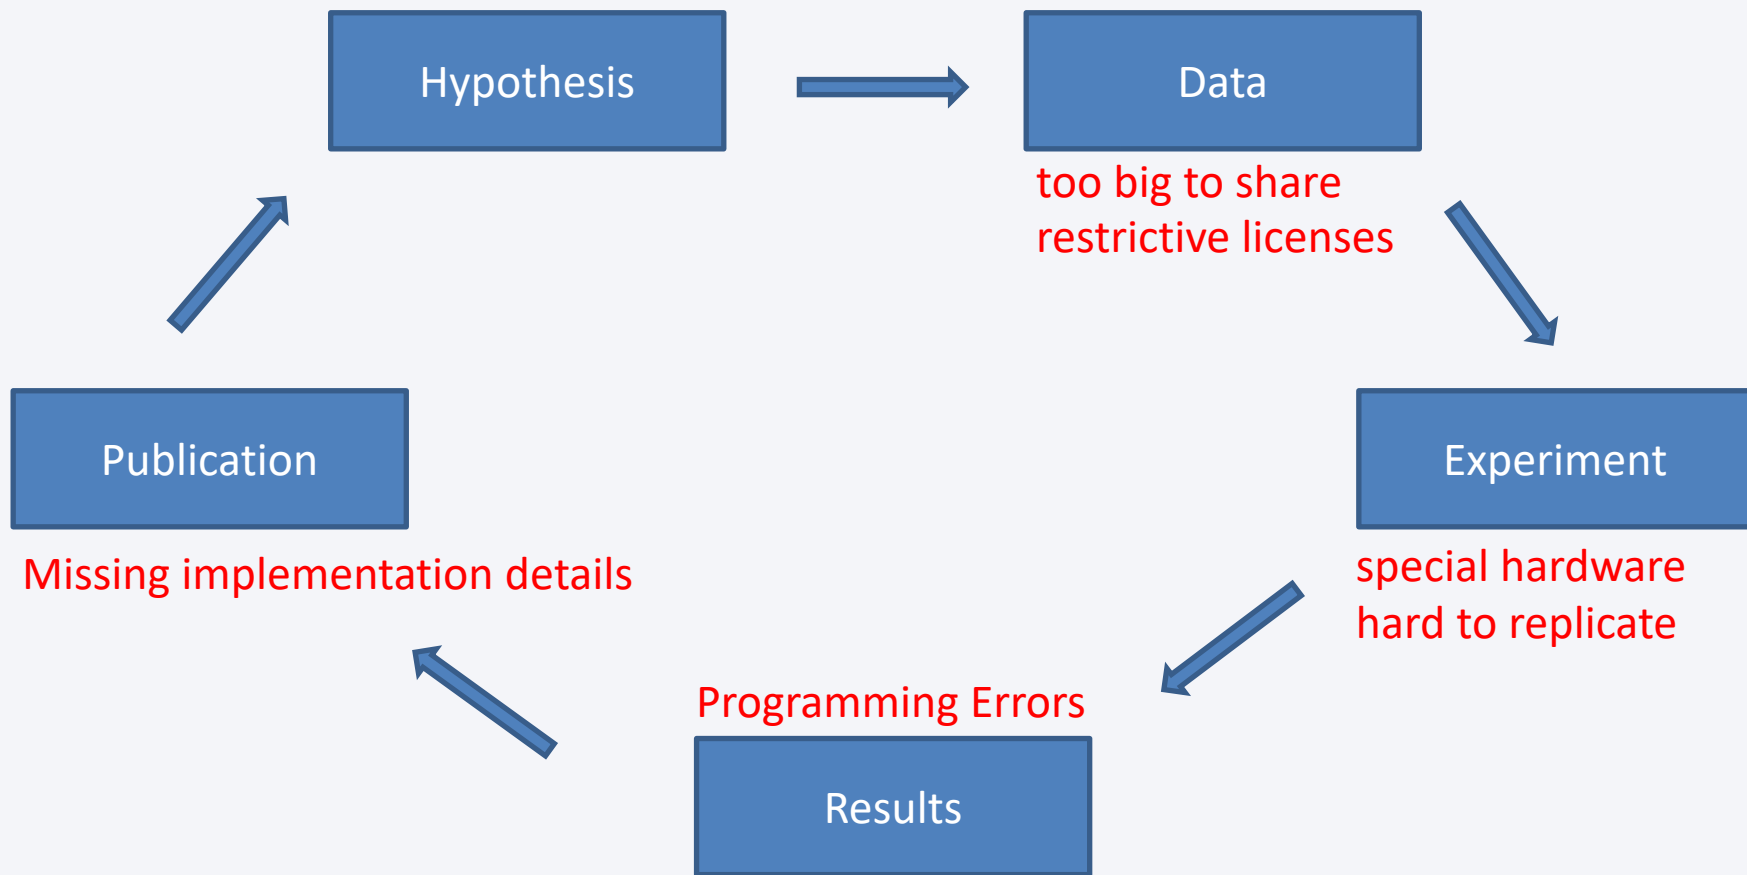 Hypothesis
Data
too big to share
restrictive licenses
Publication
Experiment
Missing implementation details
special hardware
hard to replicate
Programming Errors
Results